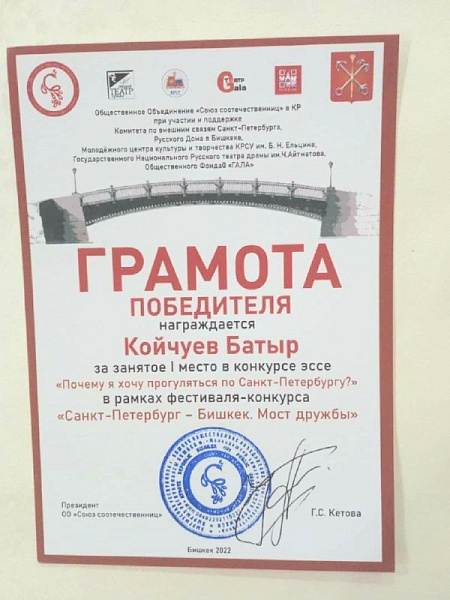 Общественное Объединение «Союз соотечественниц» в КР
при участии и поддержке
Комитета по внешним связям Санкт-Петербурга,
Русского Дома в Бишкеке,
Молодёжного центра культуры и творчества КРСУ им. Б. Н. Ельцина,
Государственного Национального Русского театра драмы им.Ч.Айтматова,
Общественного Фонда0 «ГАЛА»
ГРАМОТА
ПОБЕДИТЕЛЯ
награждается
Койчуев Батыр
за занятое I место в конкурсе эссе
«Почему я хочу прогуляться по Санкт-Петербургу?»
в рамках фестиваля-конкурса
«Санкт-Петербург – Бишкек. Мост дружбы»
Президент
ОО «Союз соотечественниц»
Г.С. Кетова
Бишкек 2022